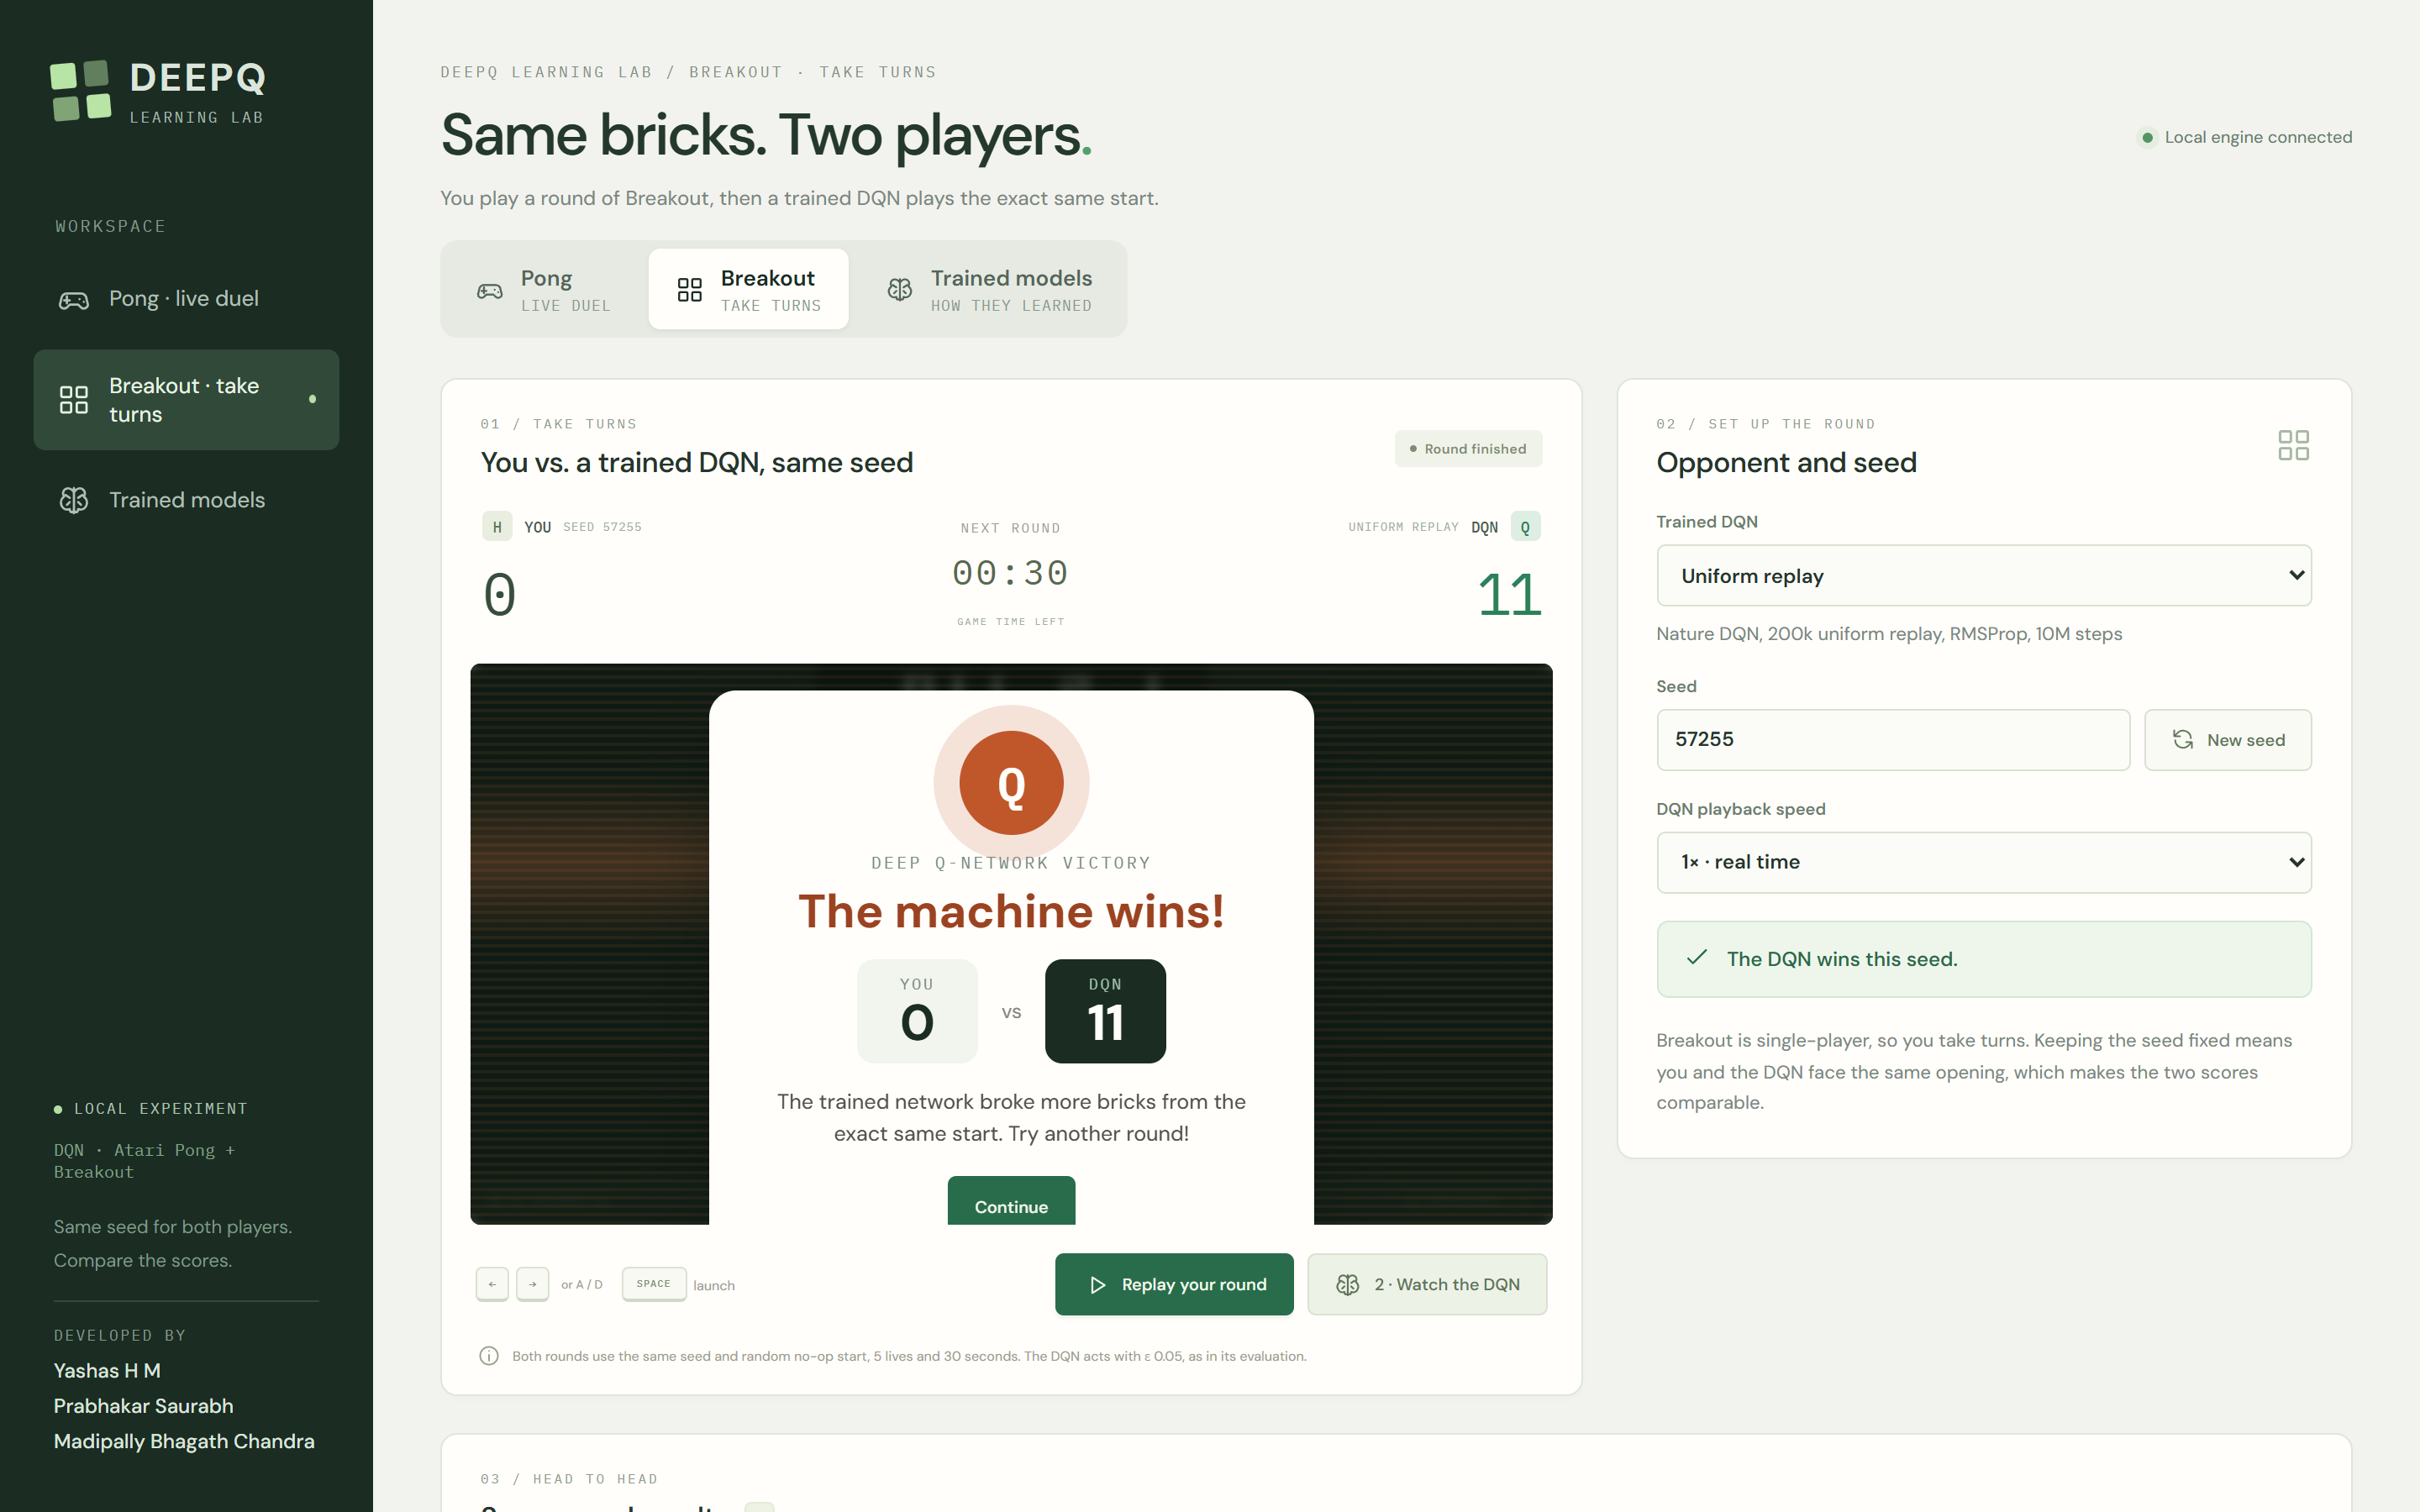 DEEPQ
LEARNING LAB
WORKSPACE
Pong · live duel
Breakout · take
turns
Trained models
LOCAL EXPERIMENT
DQN · Atari Pong +
Breakout
Same seed for both players.
Compare the scores.
DEVELOPED BY
Yashas H M
Prabhakar Saurabh
Madipally Bhagath Chandra
DEEPQ LEARNING LAB / BREAKOUT · TAKE TURNS
Same bricks. Two players.
You play a round of Breakout, then a trained DQN plays the exact same start.
Local engine connected
Pong
LIVE DUEL
Breakout
TAKE TURNS
Trained models
HOW THEY LEARNED
01 / TAKE TURNS
You vs. a trained DQN, same seed
Round finished
H YOU SEED 57255
0
NEXT ROUND
00:30
GAME TIME LEFT
UNIFORM REPLAY DQN Q
11
Q
DEEP Q-NETWORK VICTORY
The machine wins!
YOU
0
VS
DQN
11
The trained network broke more bricks from the
exact same start. Try another round!
Continue
← → or A / D SPACE launch
Replay your round
2 · Watch the DQN
Both rounds use the same seed and random no-op start, 5 lives and 30 seconds. The DQN acts with ε 0.05, as in its evaluation.
02 / SET UP THE ROUND
Opponent and seed
Trained DQN
Uniform replay
Nature DQN, 200k uniform replay, RMSProp, 10M steps
Seed
57255
New seed
DQN playback speed
1× · real time
The DQN wins this seed.
Breakout is single-player, so you take turns. Keeping the seed fixed means
you and the DQN face the same opening, which makes the two scores
comparable.
03 / HEAD TO HEAD